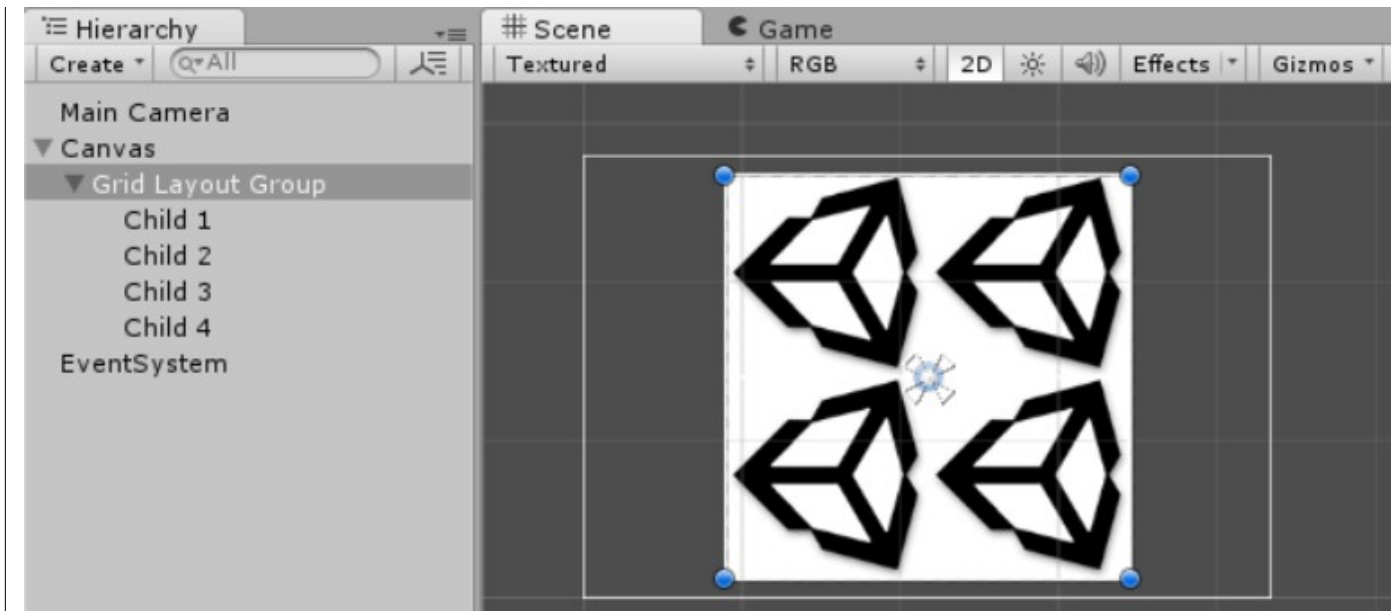 Hierarchy
Create All
Main Camera
Canvas
Grid Layout Group
Child 1
Child 2
Child 3
Child 4
EventSystem
Scene Game
Textured RGB 2D Effects Gizmos